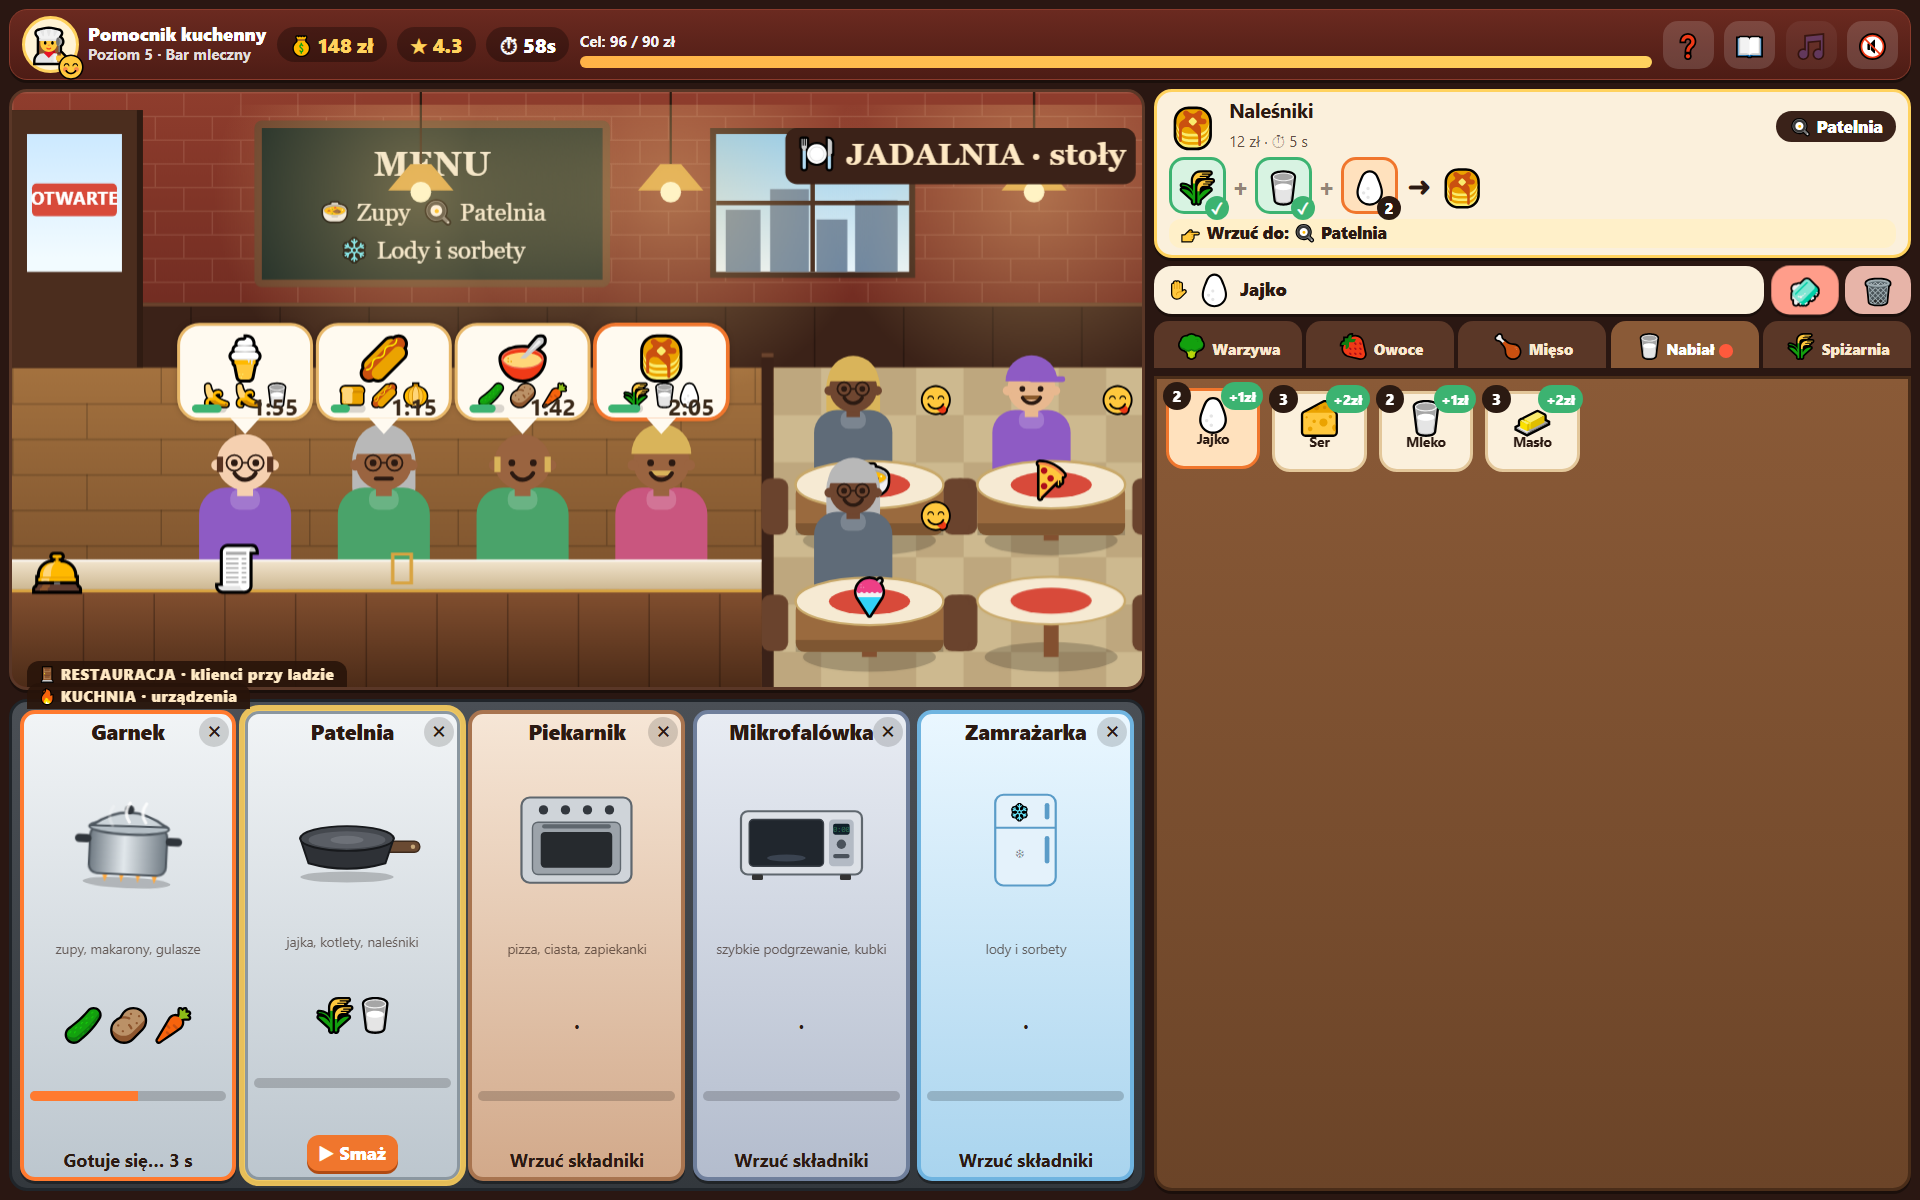 Pomocnik kuchenny
Poziom 5 · Bar mleczny
148 zł
★ 4.3
58s
Cel: 96 / 90 zł
OTWARTE
MENU
Zupy Patelnia
Lody i sorbety
JADALNIA · stoły
1:55
1:15
1:42
2:05
RESTAURACJA · klienci przy ladzie
KUCHNIA · urządzenia
Garnek
zupy, makarony, gulasze
Gotuje się... 3 s
Patelnia
jajka, kotlety, naleśniki
▶ Smaż
Piekarnik
pizza, ciasta, zapiekanki
Wrzuć składniki
Mikrofalówka
szybkie podgrzewanie, kubki
Wrzuć składniki
Zamrażarka
lody i sorbety
Wrzuć składniki
Naleśniki
12 zł · 5 s
Patelnia
+ + 2 →
Wrzuć do: Patelnia
Jajko
Warzywa
Owoce
Mięso
Nabiał
Spiżarnia
2 +1zł
Jajko
3 +2zł
Ser
2 +1zł
Mleko
3 +2zł
Masło